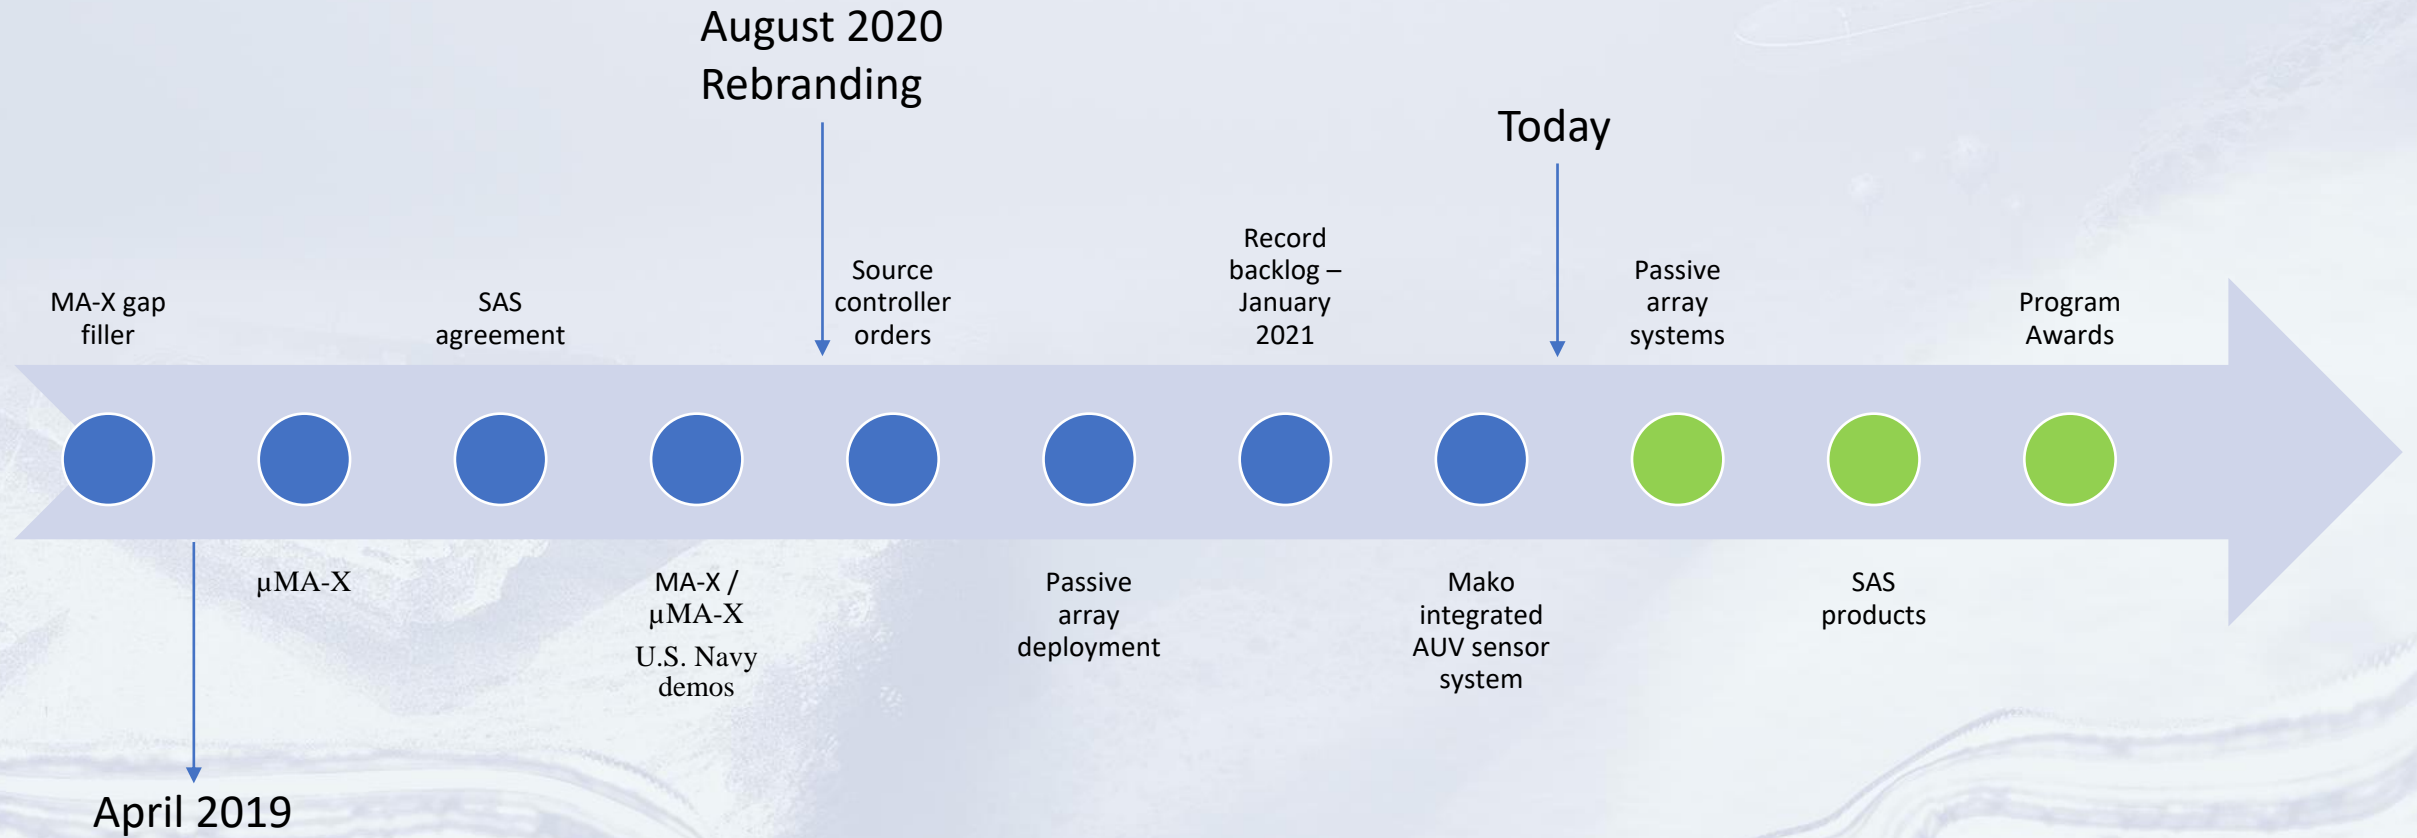 August 2020
Rebranding
Today
MA-X gap
filler
SAS
agreement
Source
controller
orders
Record
backlog –
January
2021
Passive
array
systems
Program
Awards
µMA-X
MA-X /
µMA-X
U.S. Navy
demos
Passive
array
deployment
Mako
integrated
AUV sensor
system
SAS
products
April 2019